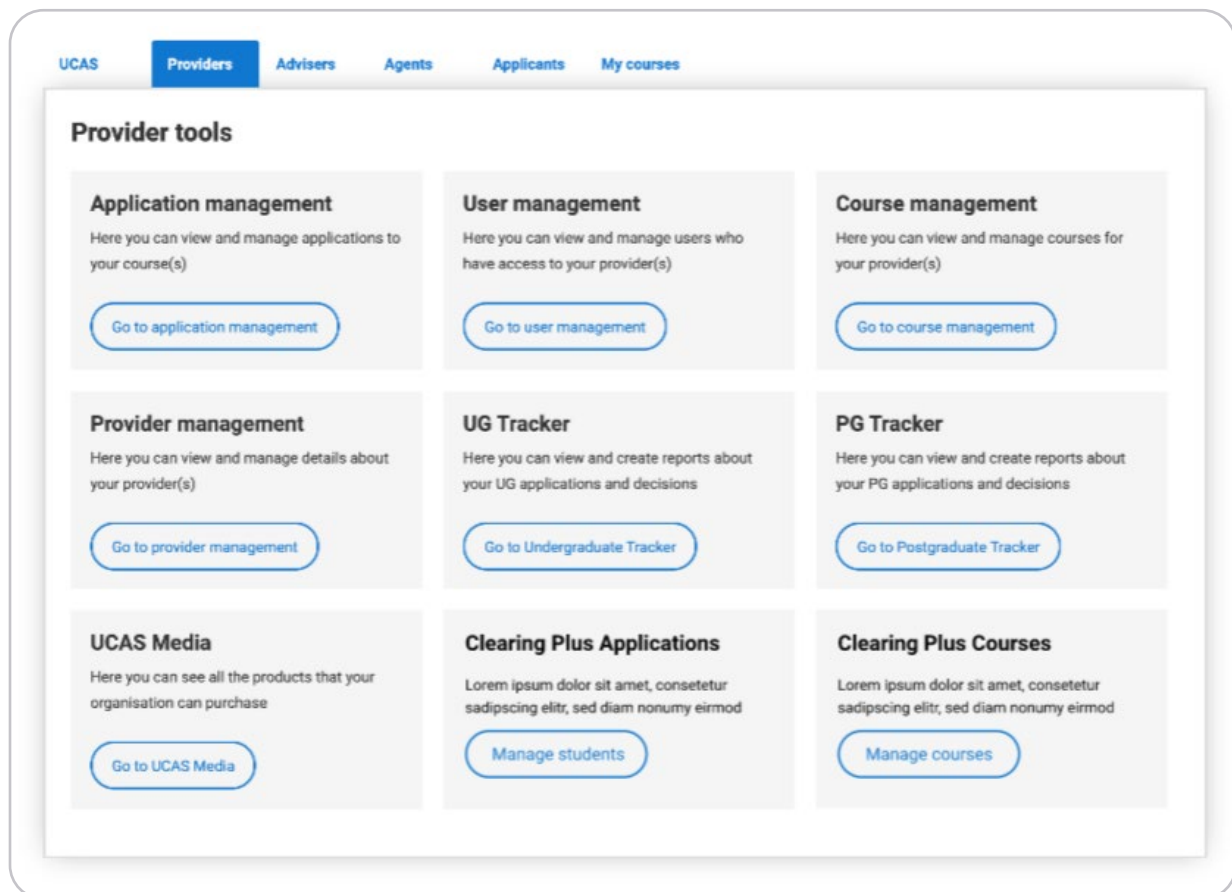 UCAS Providers Advisers Agents Applicants My courses
Provider tools
Application management
Here you can view and manage applications to
your course(s)
Go to application management
User management
Here you can view and manage users who
have access to your provider(s)
Go to user management
Course management
Here you can view and manage courses for
your provider(s)
Go to course management
Provider management
Here you can view and manage details about
your provider(s)
Go to provider management
UG Tracker
Here you can view and create reports about
your UG applications and decisions
Go to Undergraduate Tracker
PG Tracker
Here you can view and create reports about
your PG applications and decisions
Go to Postgraduate Tracker
UCAS Media
Here you can see all the products that your
organisation can purchase
Go to UCAS Media
Clearing Plus Applications
Lorem ipsum dolor sit amet, consetetur
sadipscing elitr, sed diam nonumy eirmod
Manage students
Clearing Plus Courses
Lorem ipsum dolor sit amet, consetetur
sadipscing elitr, sed diam nonumy eirmod
Manage courses